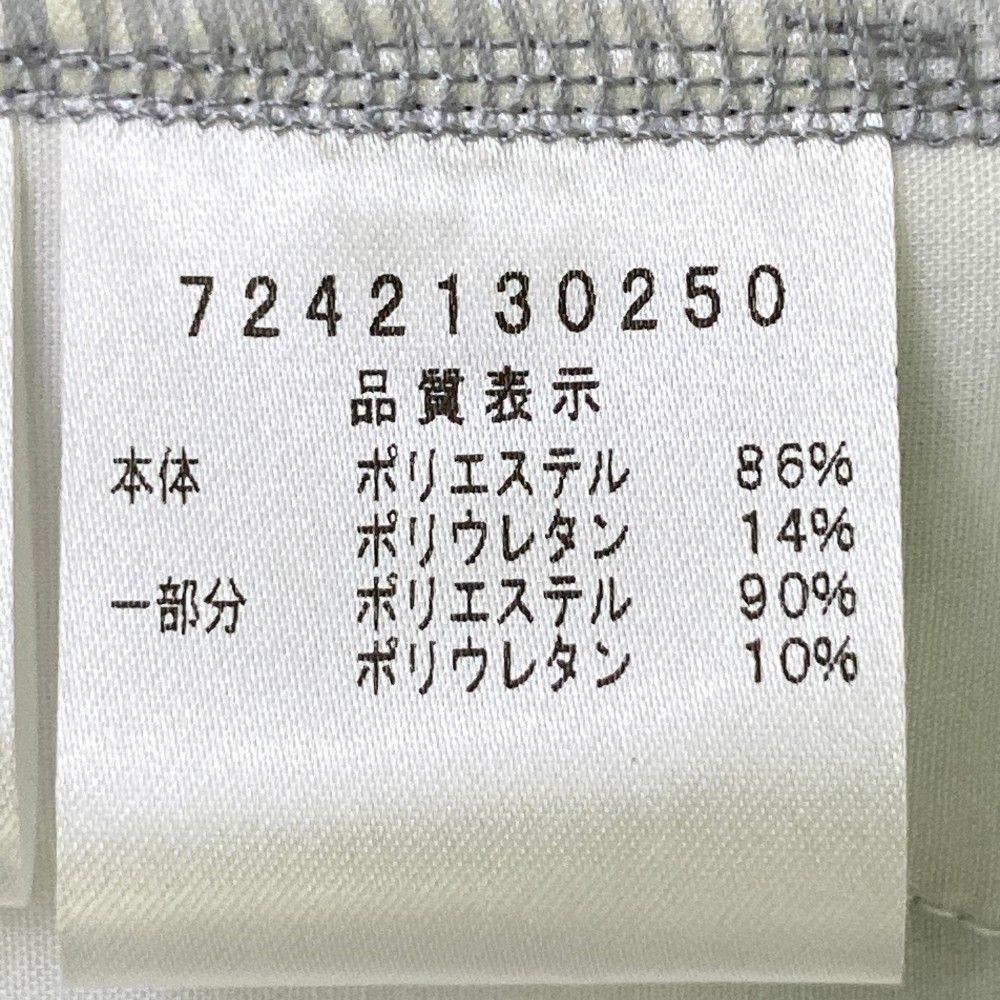 7242130250
品質表示
本体 ポリエステル 86%
ポリウレタン 14%
一部分 ポリエステル 90%
ポリウレタン 10%